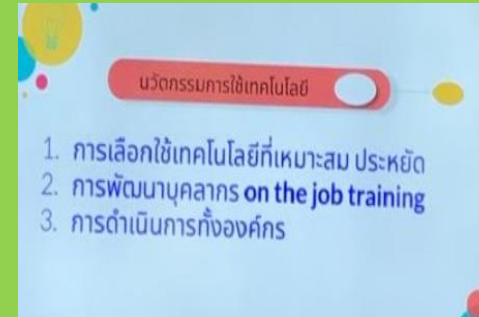 นวัตกรรมการใช้เทคโนโลยี
1. การเลือกใช้เทคโนโลยีที่เหมาะสม ประหยัด
2. การพัฒนาบุคลากร on the job training
3. การดำเนินการทั้งองค์กร